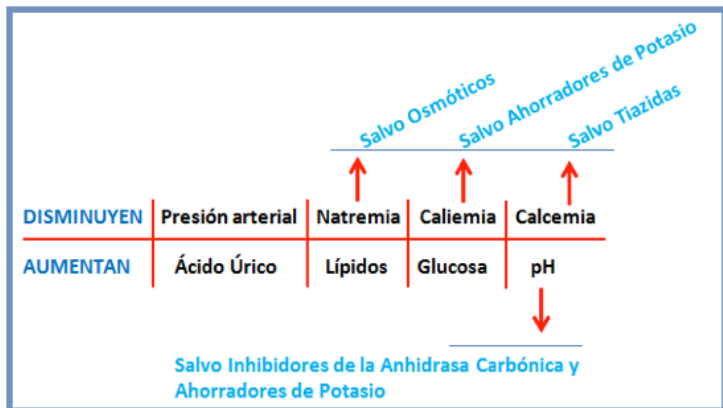 Salvo Osmóticos
Salvo Ahorradores de Potasio
Salvo Tiazidas
DISMINUYEN Presión arterial Natremia Caliemia Calcemia
AUMENTAN Ácido Úrico Lípidos Glucosa pH
Salvo Inhibidores de la Anhidrasa Carbónica y
Ahorradores de Potasio